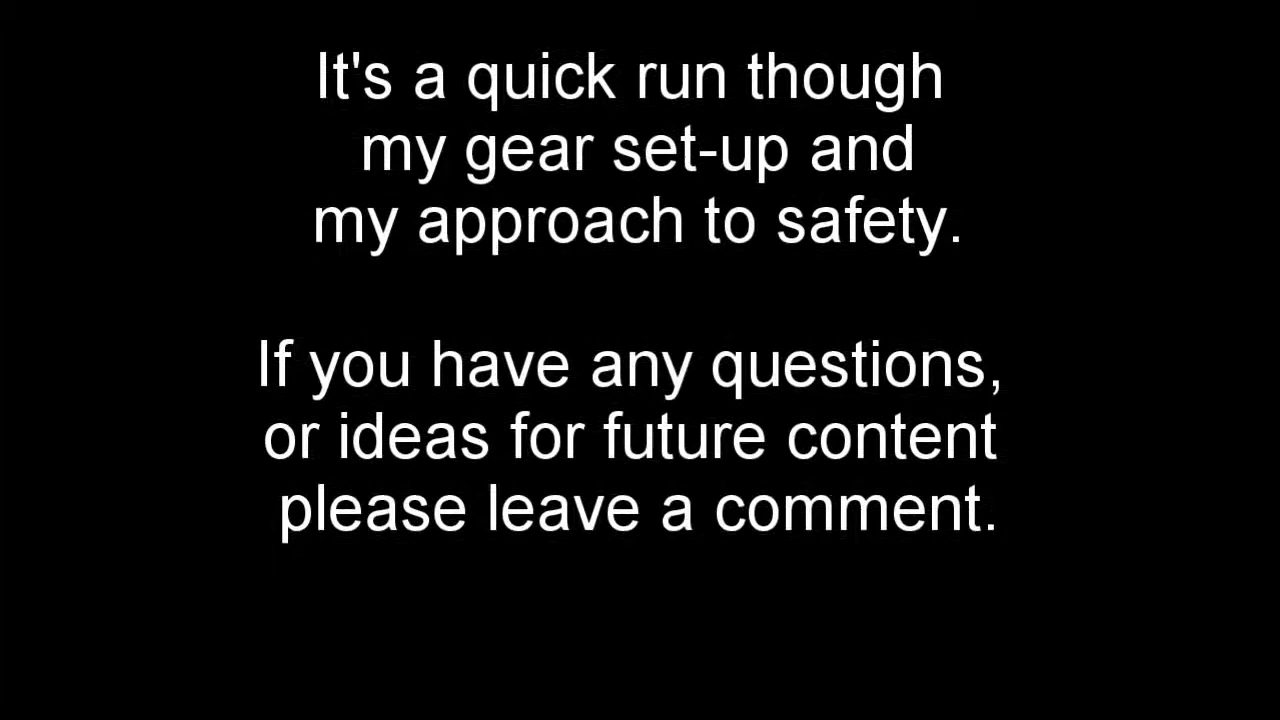 It's a quick run though
my gear set-up and
my approach to safety.
If you have any questions,
or ideas for future content
please leave a comment.